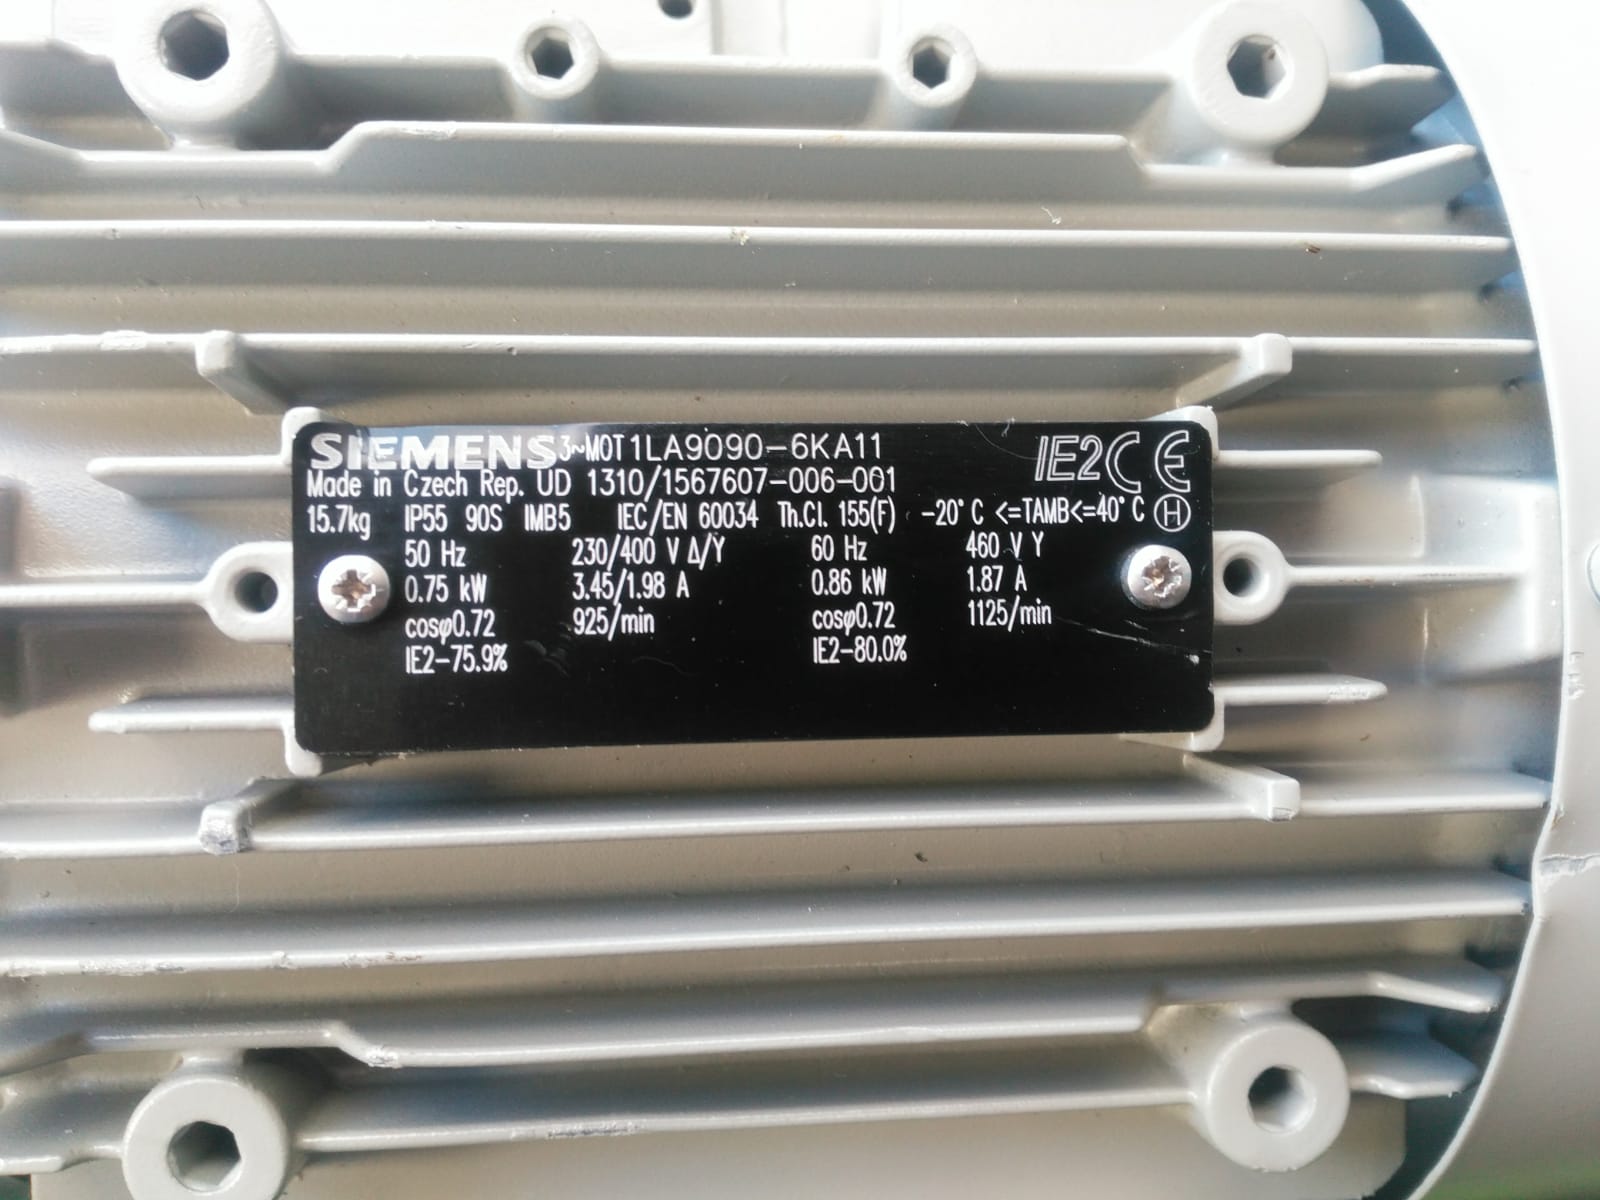 SIEMENS 3~MOT 1LA9090-6KA11 IE2 CE
Made in Czech Rep. UD 1310/1567607-006-001
15.7kg IP55 90S IMB5 IEC/EN 60034 Th.Cl. 155(F) -20° C <=TAMB<=40° C H
50 Hz 230/400 V Δ/Y 60 Hz 460 V Y
0.75 kW 3.45/1.98 A 0.86 kW 1.87 A
cosφ0.72 925/min cosφ0.72 1125/min
IE2-75.9% IE2-80.0%